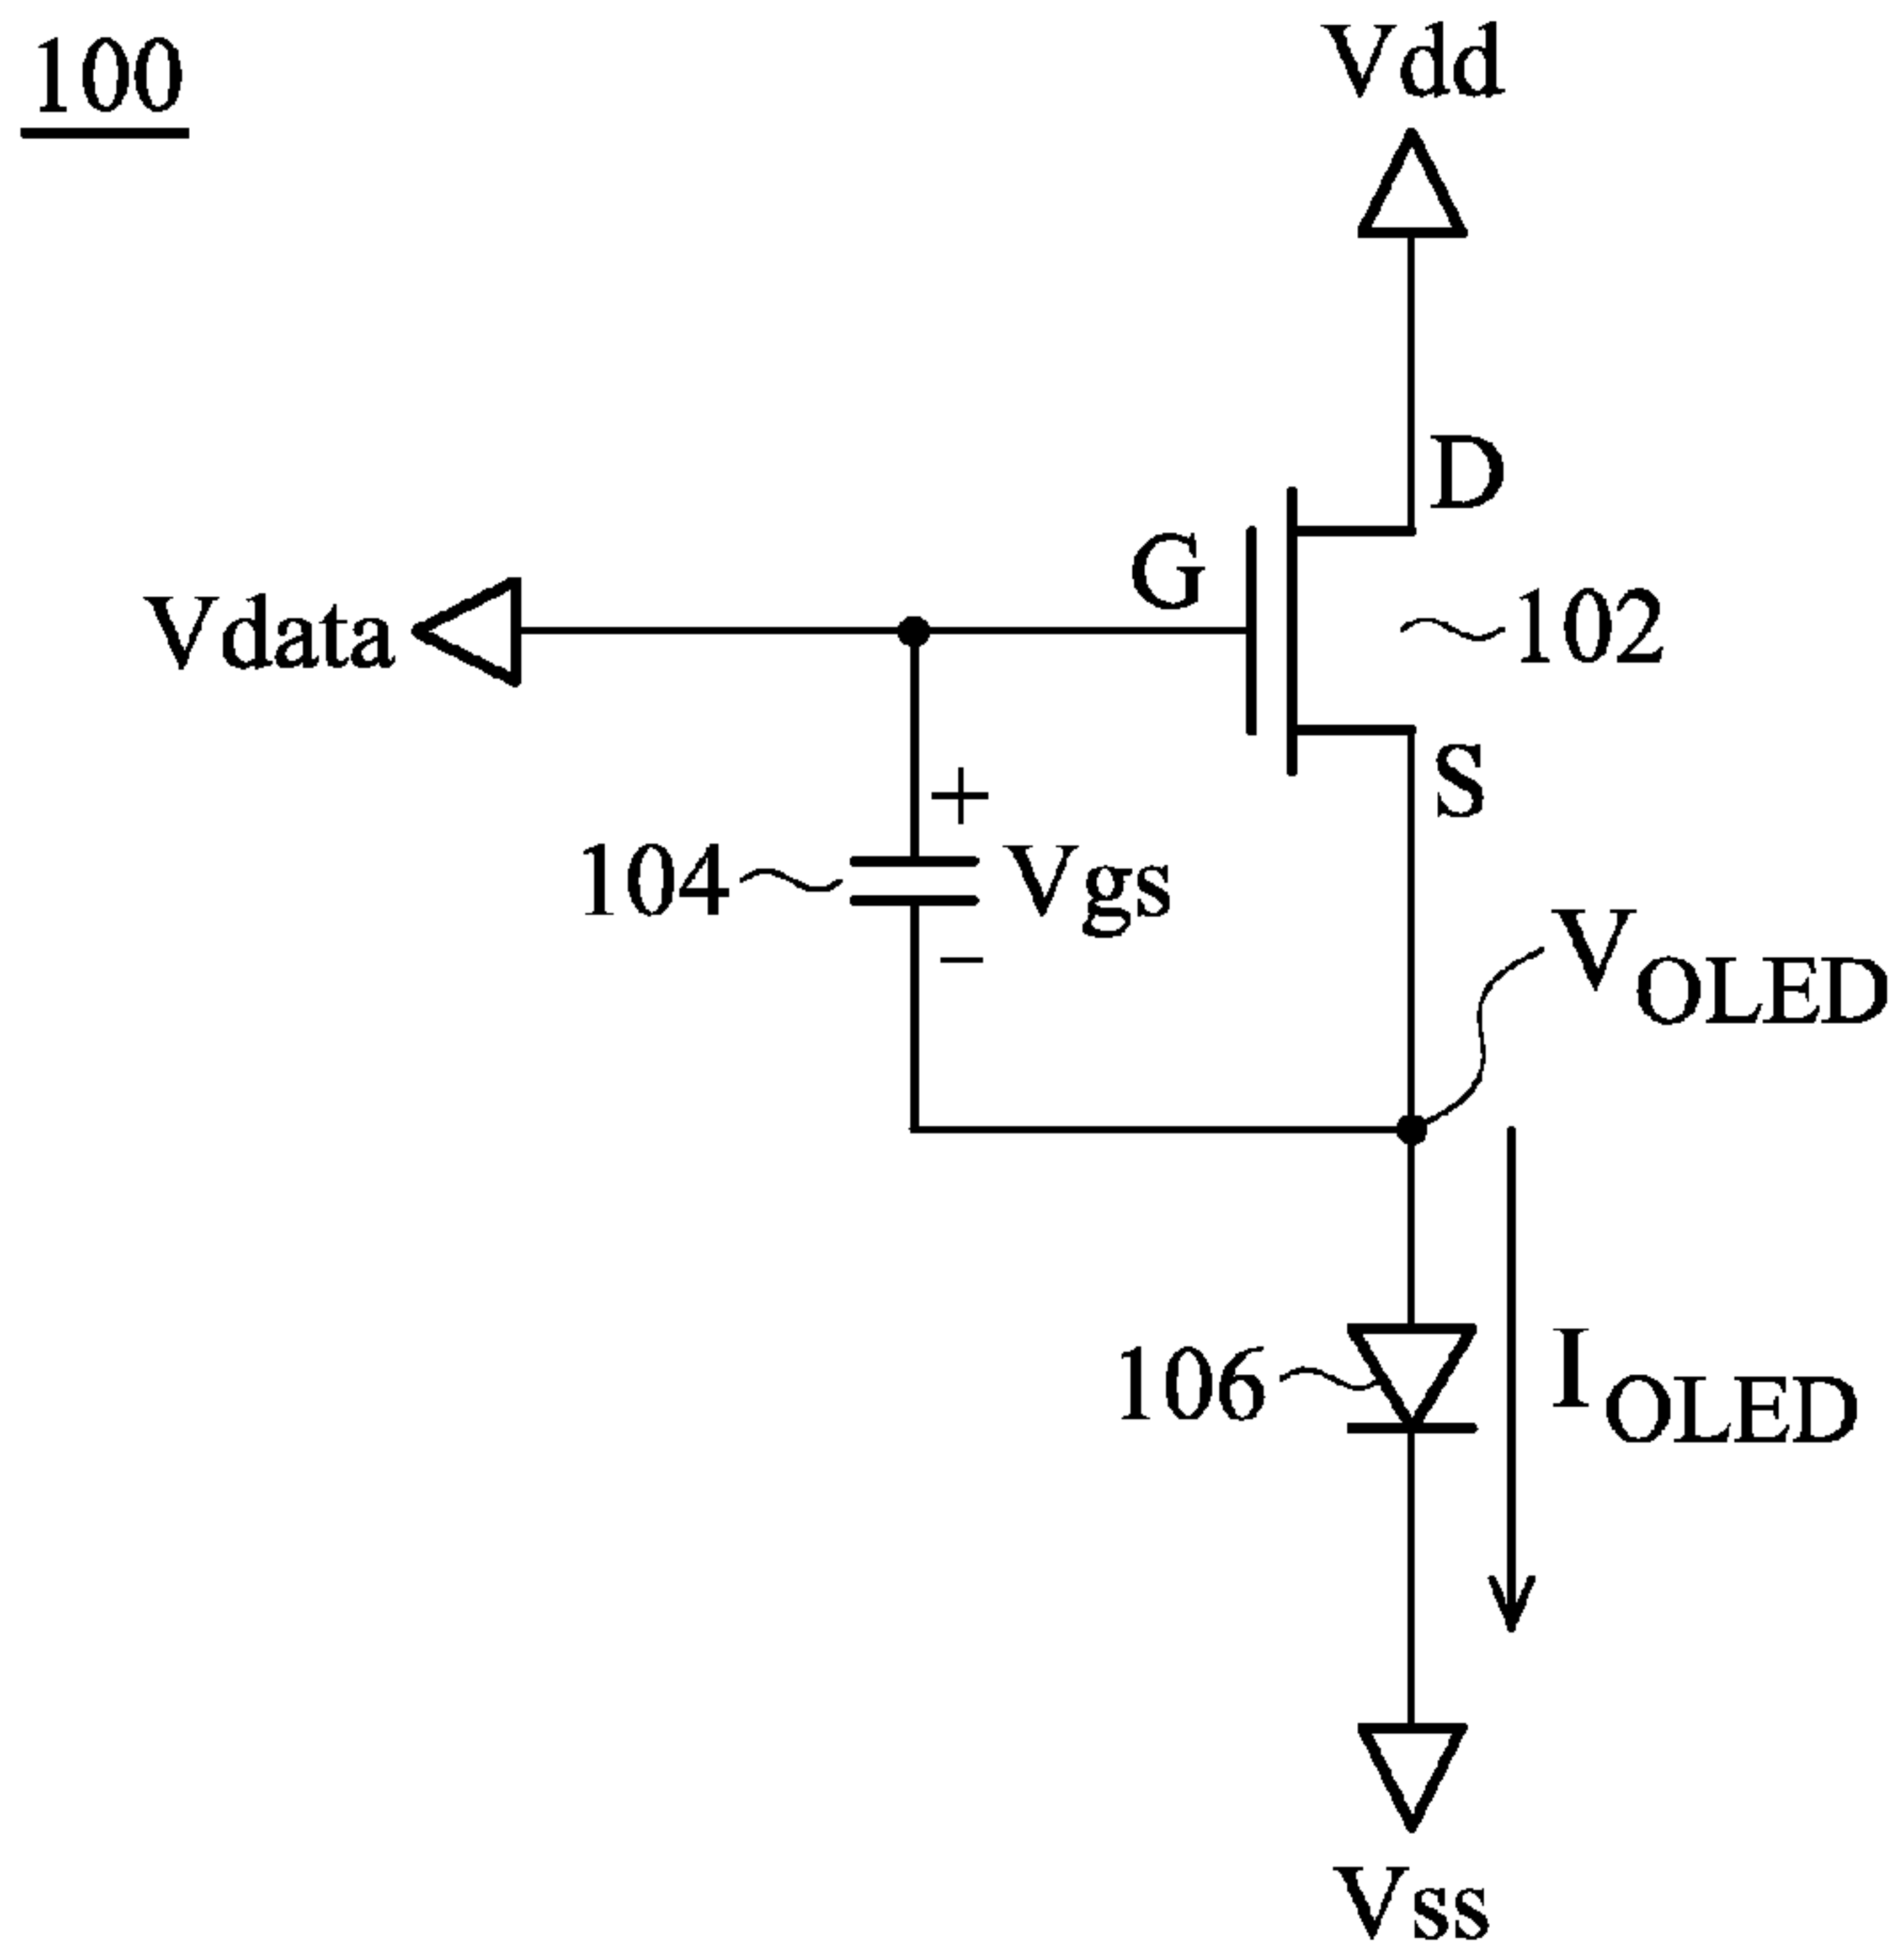 100
Vdd
D
G
Vdata
102
S
+
104
Vgs
−
VOLED
106
IOLED
Vss